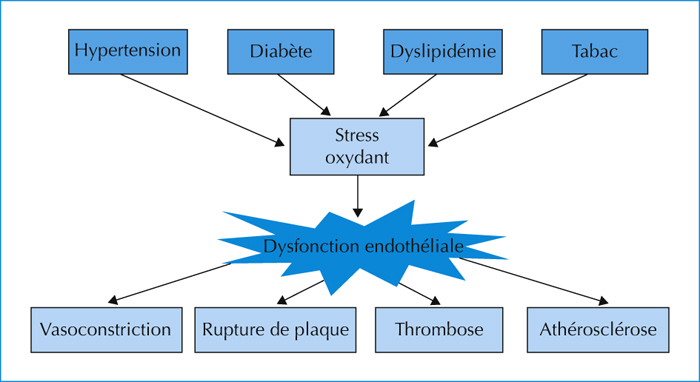 Hypertension
Diabète
Dyslipidémie
Tabac
Stress
oxydant
Dysfonction endothéliale
Vasoconstriction
Rupture de plaque
Thrombose
Athérosclérose